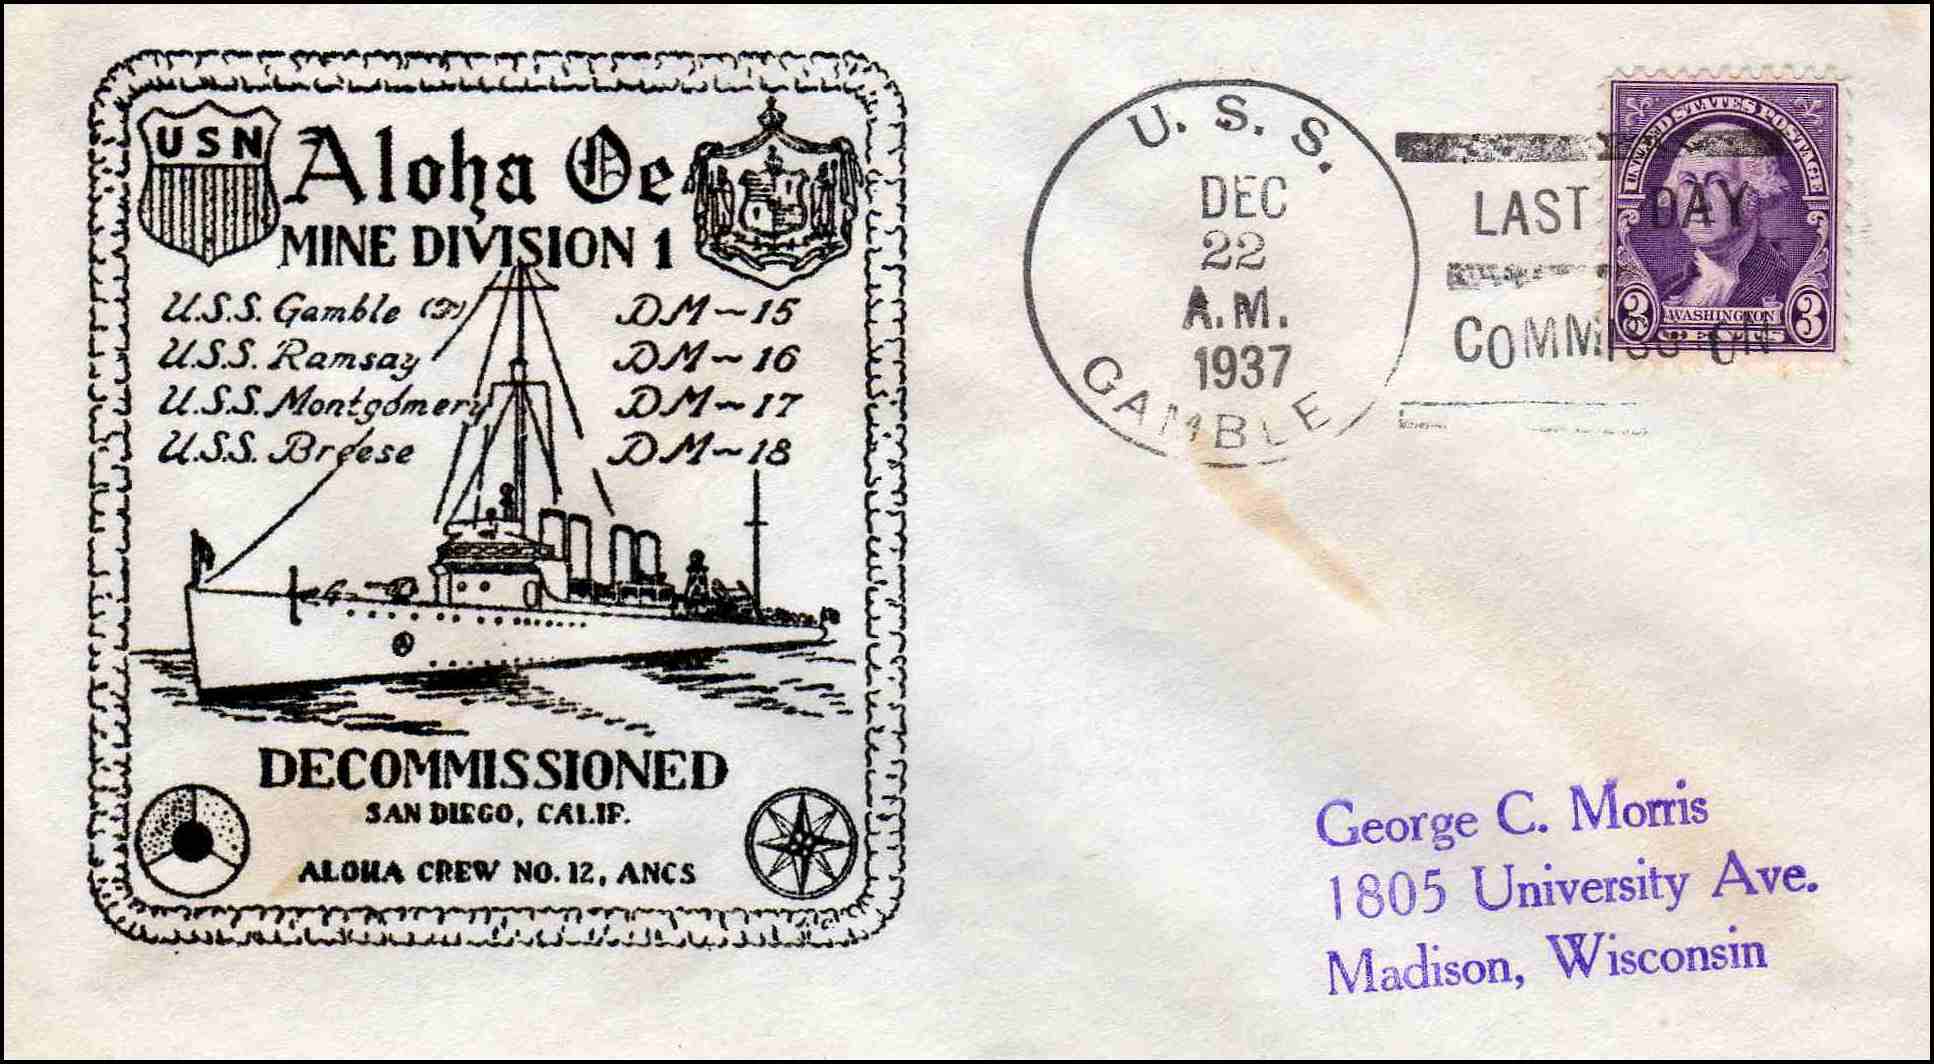 USN
Aloha Oe
MINE DIVISION 1
U.S.S. Gamble (F) DM-15
U.S.S. Ramsay DM-16
U.S.S. Montgomery DM-17
U.S.S. Breese DM-18
DECOMMISSIONED
SAN DIEGO, CALIF.
ALOHA CREW NO. 12, ANCS
U. S. S.
DEC
22
A.M.
1937
GAMBLE
LAST DAY
COMMISSION
UNITED STATES POSTAGE
3 WASHINGTON 3
CENTS
George C. Morris
1805 University Ave.
Madison, Wisconsin